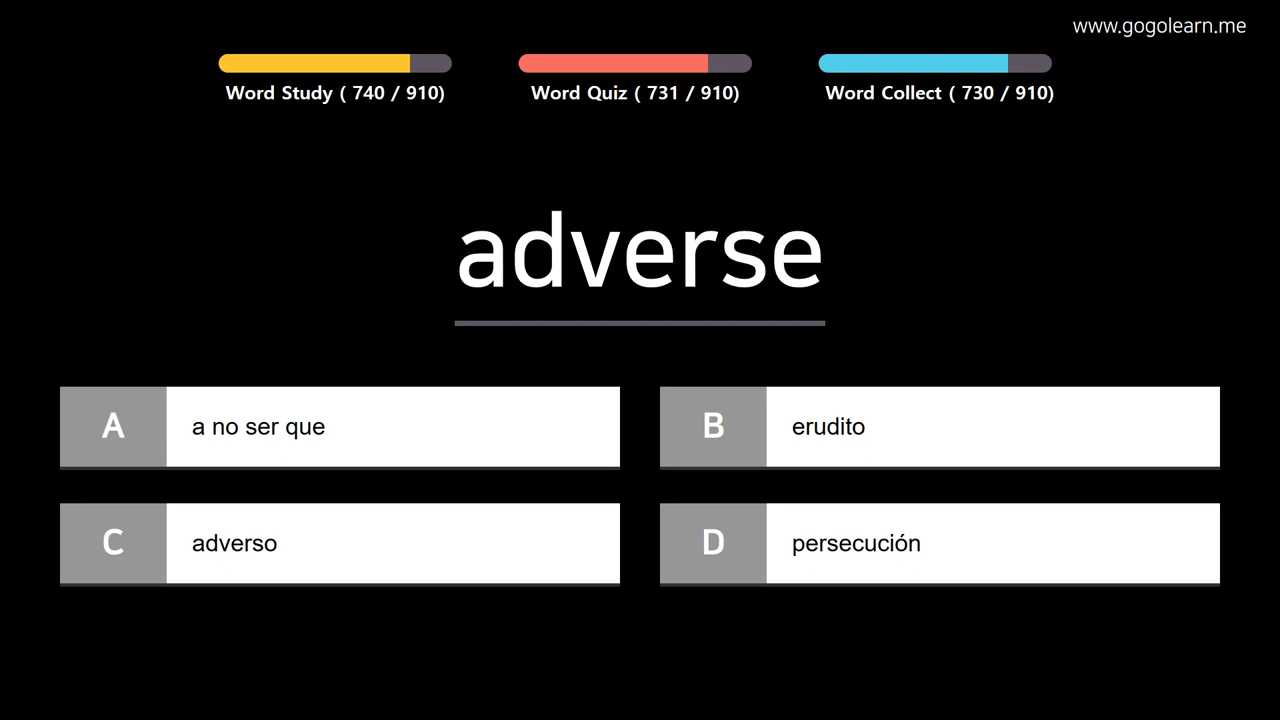 www.gogolearn.me
Word Study ( 740 / 910)
Word Quiz ( 731 / 910)
Word Collect ( 730 / 910)
adverse
A
a no ser que
B
erudito
C
adverso
D
persecución